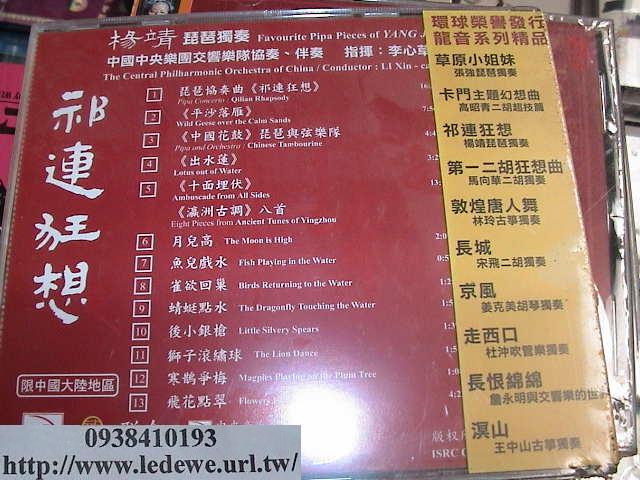 楊靖 琵琶獨奏 Favourite Pipa Pieces of YANG
中國中央樂團交響樂隊協奏、伴奏 指揮：李心草
The Central Philharmonic Orchestra of China / Conductor : LI Xin - ca
祁連狂想
1 琵琶協奏曲《祁連狂想》
Pipa Concerto / Qilian Rhapsody
2 《平沙落雁》
Wild Geese over the Calm Sands
3 《中國花鼓》琵琶與弦樂隊
Pipa and Orchestra / Chinese Tambourine
4 《出水蓮》
Lotus out of Water
5 《十面埋伏》
Ambuscade from All Sides
《瀛洲古調》八首
Eight Pieces from Ancient Tunes of Yingzhou
6 月兒高 The Moon is High
7 魚兒戲水 Fish Playing in the Water
8 雀欲回巢 Birds Returning to the Water
9 蜻蜓點水 The Dragonfly Touching the Water
10 後小銀槍 Little Silvery Spears
11 獅子滾繡球 The Lion Dance
12 寒鵲爭梅 Magpies Playing on the Plum Tree
13 飛花點翠 Flowers
限中國大陸地區
版權所
ISRC
環球榮譽發行
龍音系列精品
草原小姐妹
張強琵琶獨奏
卡門主題幻想曲
高昭青二胡超技篇
祁連狂想
楊靖琵琶獨奏
第一二胡狂想曲
馬向華二胡獨奏
敦煌唐人舞
林玲古箏獨奏
長城
宋飛二胡獨奏
京風
姜克美胡琴獨奏
走西口
杜沖吹管樂獨奏
長恨綿綿
詹永明與交響樂的世
溟山
王中山古箏獨奏
0938410193
http://www.ledewe.url.tw/